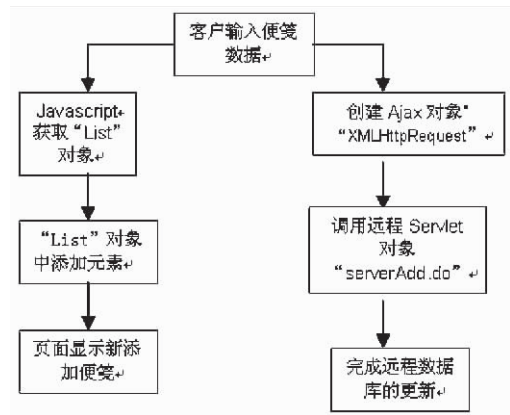 客户输入便笺
数据
Javascript
获取“List”
对象
“List”对象
中添加元素
页面显示新添
加便笺
创建 Ajax 对象"
“XMLHttpRequest”
调用远程 Servlet
对象
“serverAdd.do”
完成远程数据
库的更新